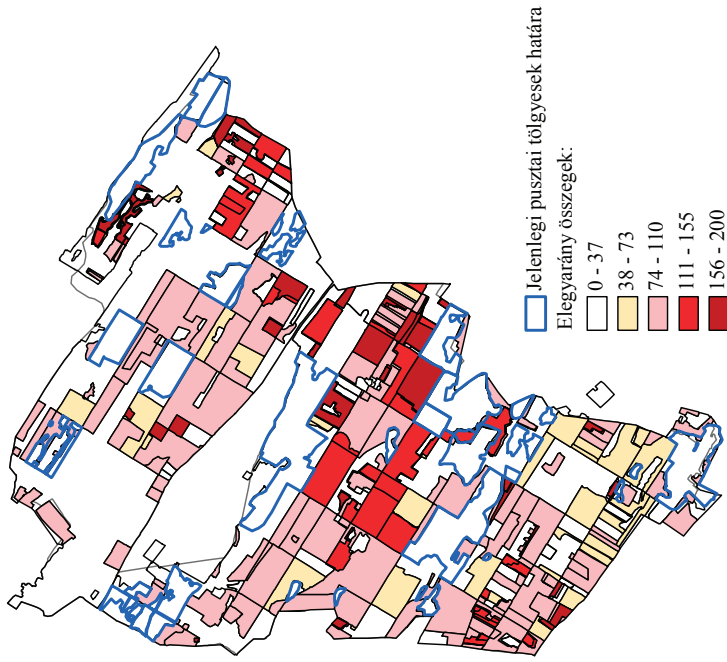 Jelenlegi pusztai tölgyesek határa
Elegyarány összegek:
0 - 37
38 - 73
74 - 110
111 - 155
156 - 200